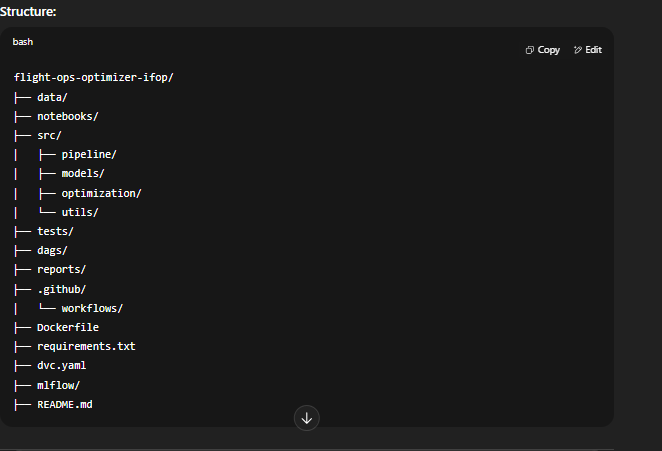 Structure:
bash
Copy Edit
flight-ops-optimizer-ifop/
├── data/
├── notebooks/
├── src/
│   ├── pipeline/
│   ├── models/
│   ├── optimization/
│   └── utils/
├── tests/
├── dags/
├── reports/
├── .github/
│   └── workflows/
├── Dockerfile
├── requirements.txt
├── dvc.yaml
├── mlflow/
├── README.md